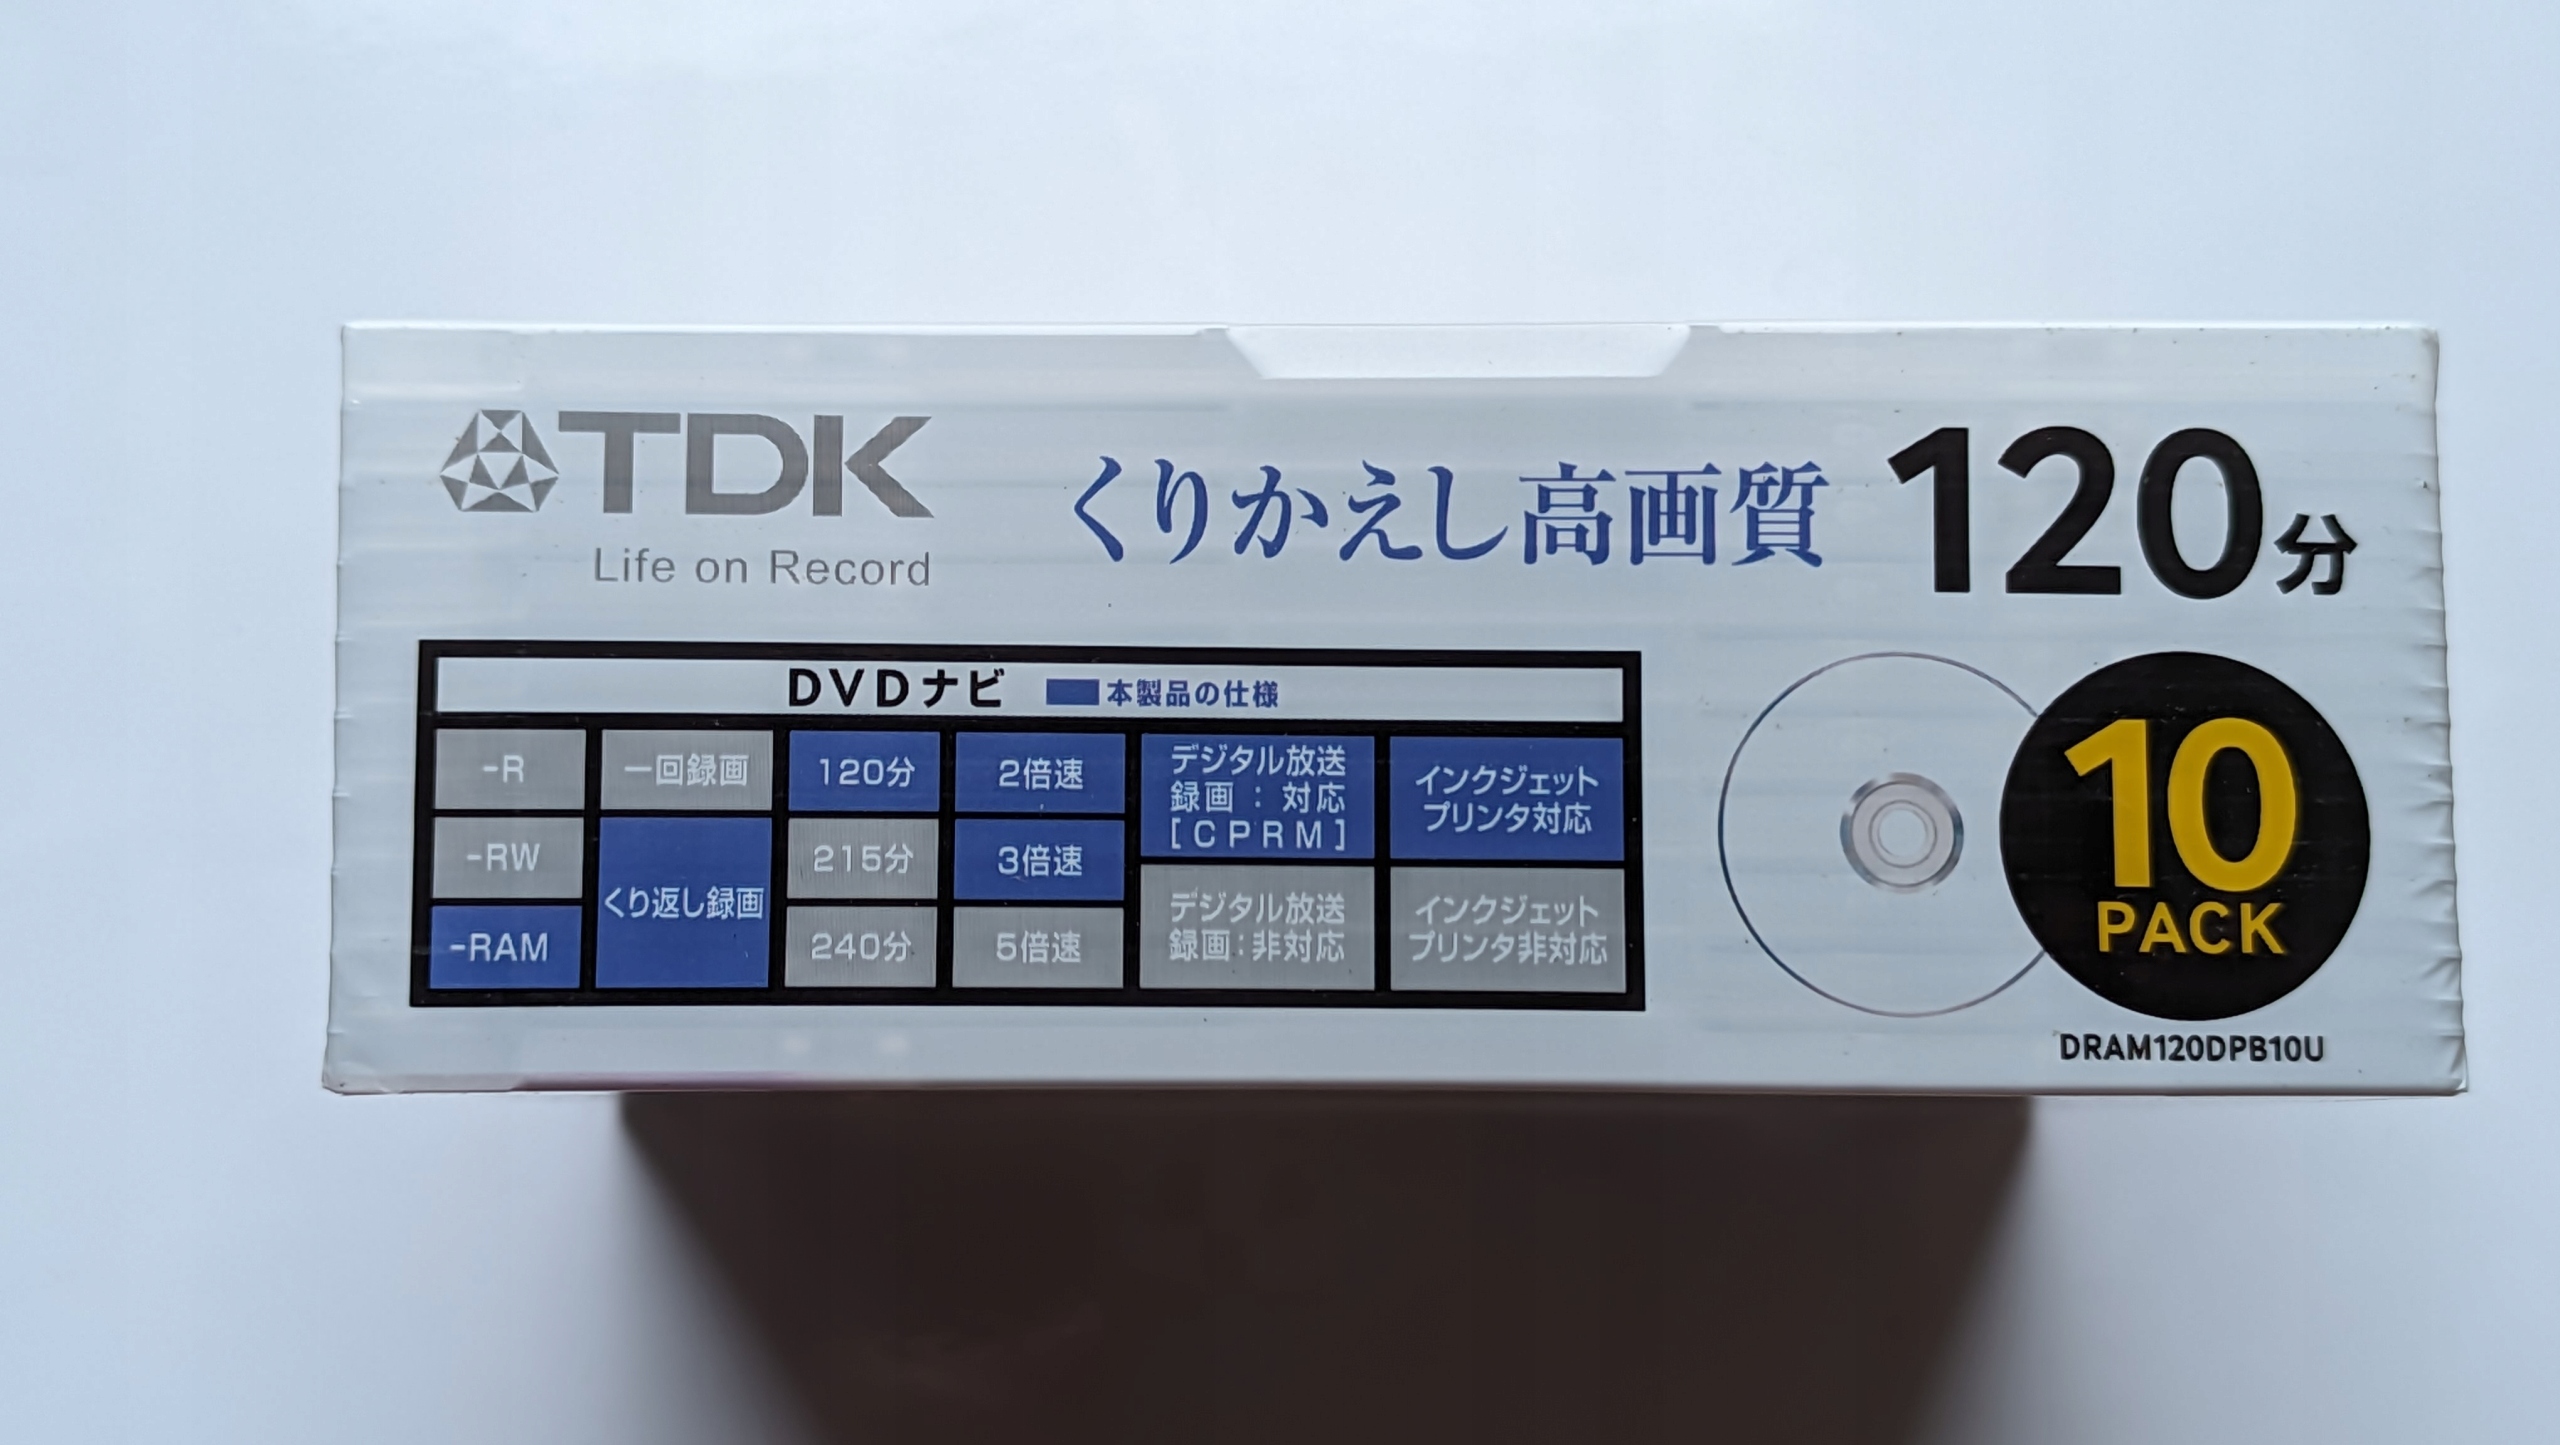 TDK
Life on Record
くりかえし高画質 120分
DVDナビ 本製品の仕様
-R
-RW
-RAM
一回録画
くり返し録画
120分
215分
240分
2倍速
3倍速
5倍速
デジタル放送
録画：対応
[CPRM]
デジタル放送
録画：非対応
インクジェット
プリンタ対応
インクジェット
プリンタ非対応
10
PACK
DRAM120DPB10U